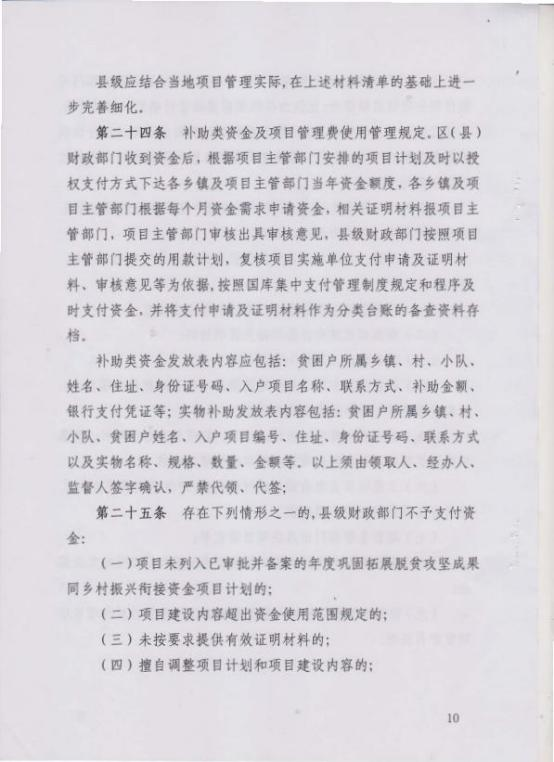 县级应结合当地项目管理实际,在上述材料清单的基础上进一
步完善细化。
第二十四条 补助类资金及项目管理费使用管理规定。区(县)
财政部门收到资金后，根据项目主管部门安排的项目计划及时以授
权支付方式下达各乡镇及项目主管部门当年资金额度，各乡镇及项
目主管部门根据每个月资金需求申请资金，相关证明材料报项目主
管部门，项目主管部门审核出具审核意见，县级财政部门按照项目
主管部门提交的用款计划，复核项目实施单位支付申请及证明材
料、审核意见等为依据,按照国库集中支付管理制度规定和程序及
时支付资金，并将支付申请及证明材料作为分类台账的备查资料存
档。
补助类资金发放表内容应包括：贫困户所属乡镇、村、小队、
姓名、住址、身份证号码、入户项目名称、联系方式、补助金额、
银行支付凭证等；实物补助发放表内容包括：贫困户所属乡镇、村、
小队、贫困户姓名、入户项目编号、住址、身份证号码、联系方式
以及实物名称、规格、数量、金额等。以上须由领取人、经办人、
监督人签字确认，严禁代领、代签；
第二十五条 存在下列情形之一的,县级财政部门不予支付资
金：
(一)项目未列入已审批并备案的年度巩固拓展脱贫攻坚成果
同乡村振兴衔接资金项目计划的；
(二)项目建设内容超出资金使用范围规定的；
(三)未按要求提供有效证明材料的；
(四)擅自调整项目计划和项目建设内容的；
10